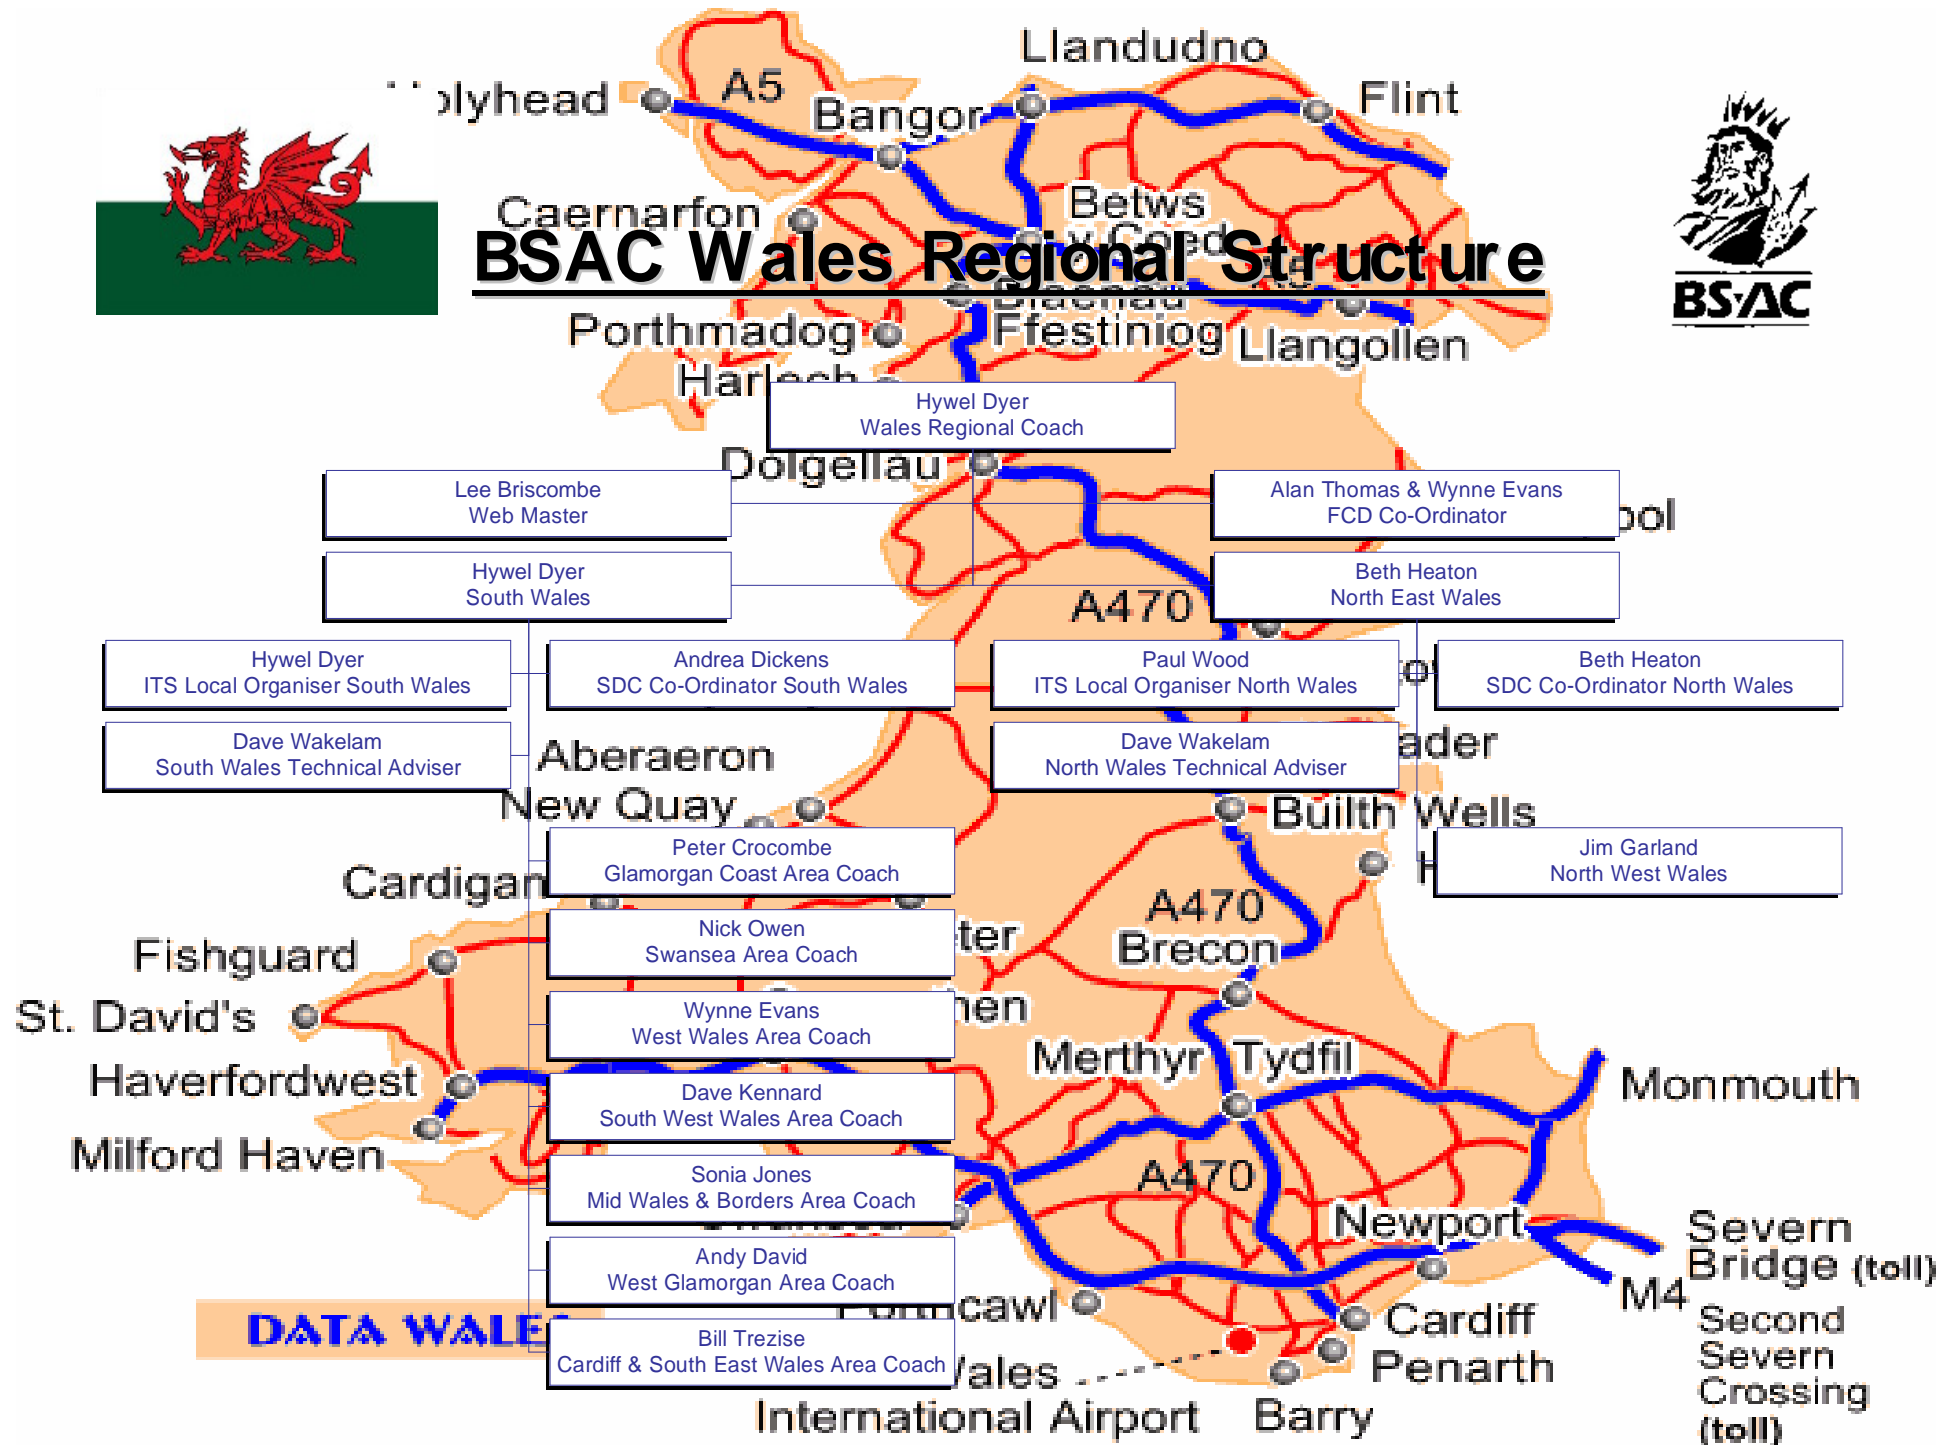 Llandudno
A5
Flint
Bangor
Caernarfon
Betws
y Coed
BSAC Wales Regional Structure
BSAC
Blaenau
Ffestiniog
Porthmadog
Llangollen
Harlech
Hywel Dyer
Wales Regional Coach
Dolgellau
Lee Briscombe
Web Master
Alan Thomas & Wynne Evans
FCD Co-Ordinator
Hywel Dyer
South Wales
Beth Heaton
North East Wales
A470
Hywel Dyer
ITS Local Organiser South Wales
Andrea Dickens
SDC Co-Ordinator South Wales
Paul Wood
ITS Local Organiser North Wales
Beth Heaton
SDC Co-Ordinator North Wales
Dave Wakelam
South Wales Technical Adviser
Aberaeron
Dave Wakelam
North Wales Technical Adviser
New Quay
Builth Wells
Peter Crocombe
Glamorgan Coast Area Coach
Jim Garland
North West Wales
Cardigan
A470
Nick Owen
Swansea Area Coach
Brecon
Fishguard
St. David's
Wynne Evans
West Wales Area Coach
Merthyr Tydfil
Haverfordwest
Monmouth
Dave Kennard
South West Wales Area Coach
Milford Haven
A470
Sonia Jones
Mid Wales & Borders Area Coach
Newport
Severn
Bridge (toll)
Andy David
West Glamorgan Area Coach
M4
DATA WALES
Bill Trezise
Cardiff & South East Wales Area Coach
Cardiff
Second
Severn
Crossing
(toll)
Penarth
Wales
International Airport
Barry